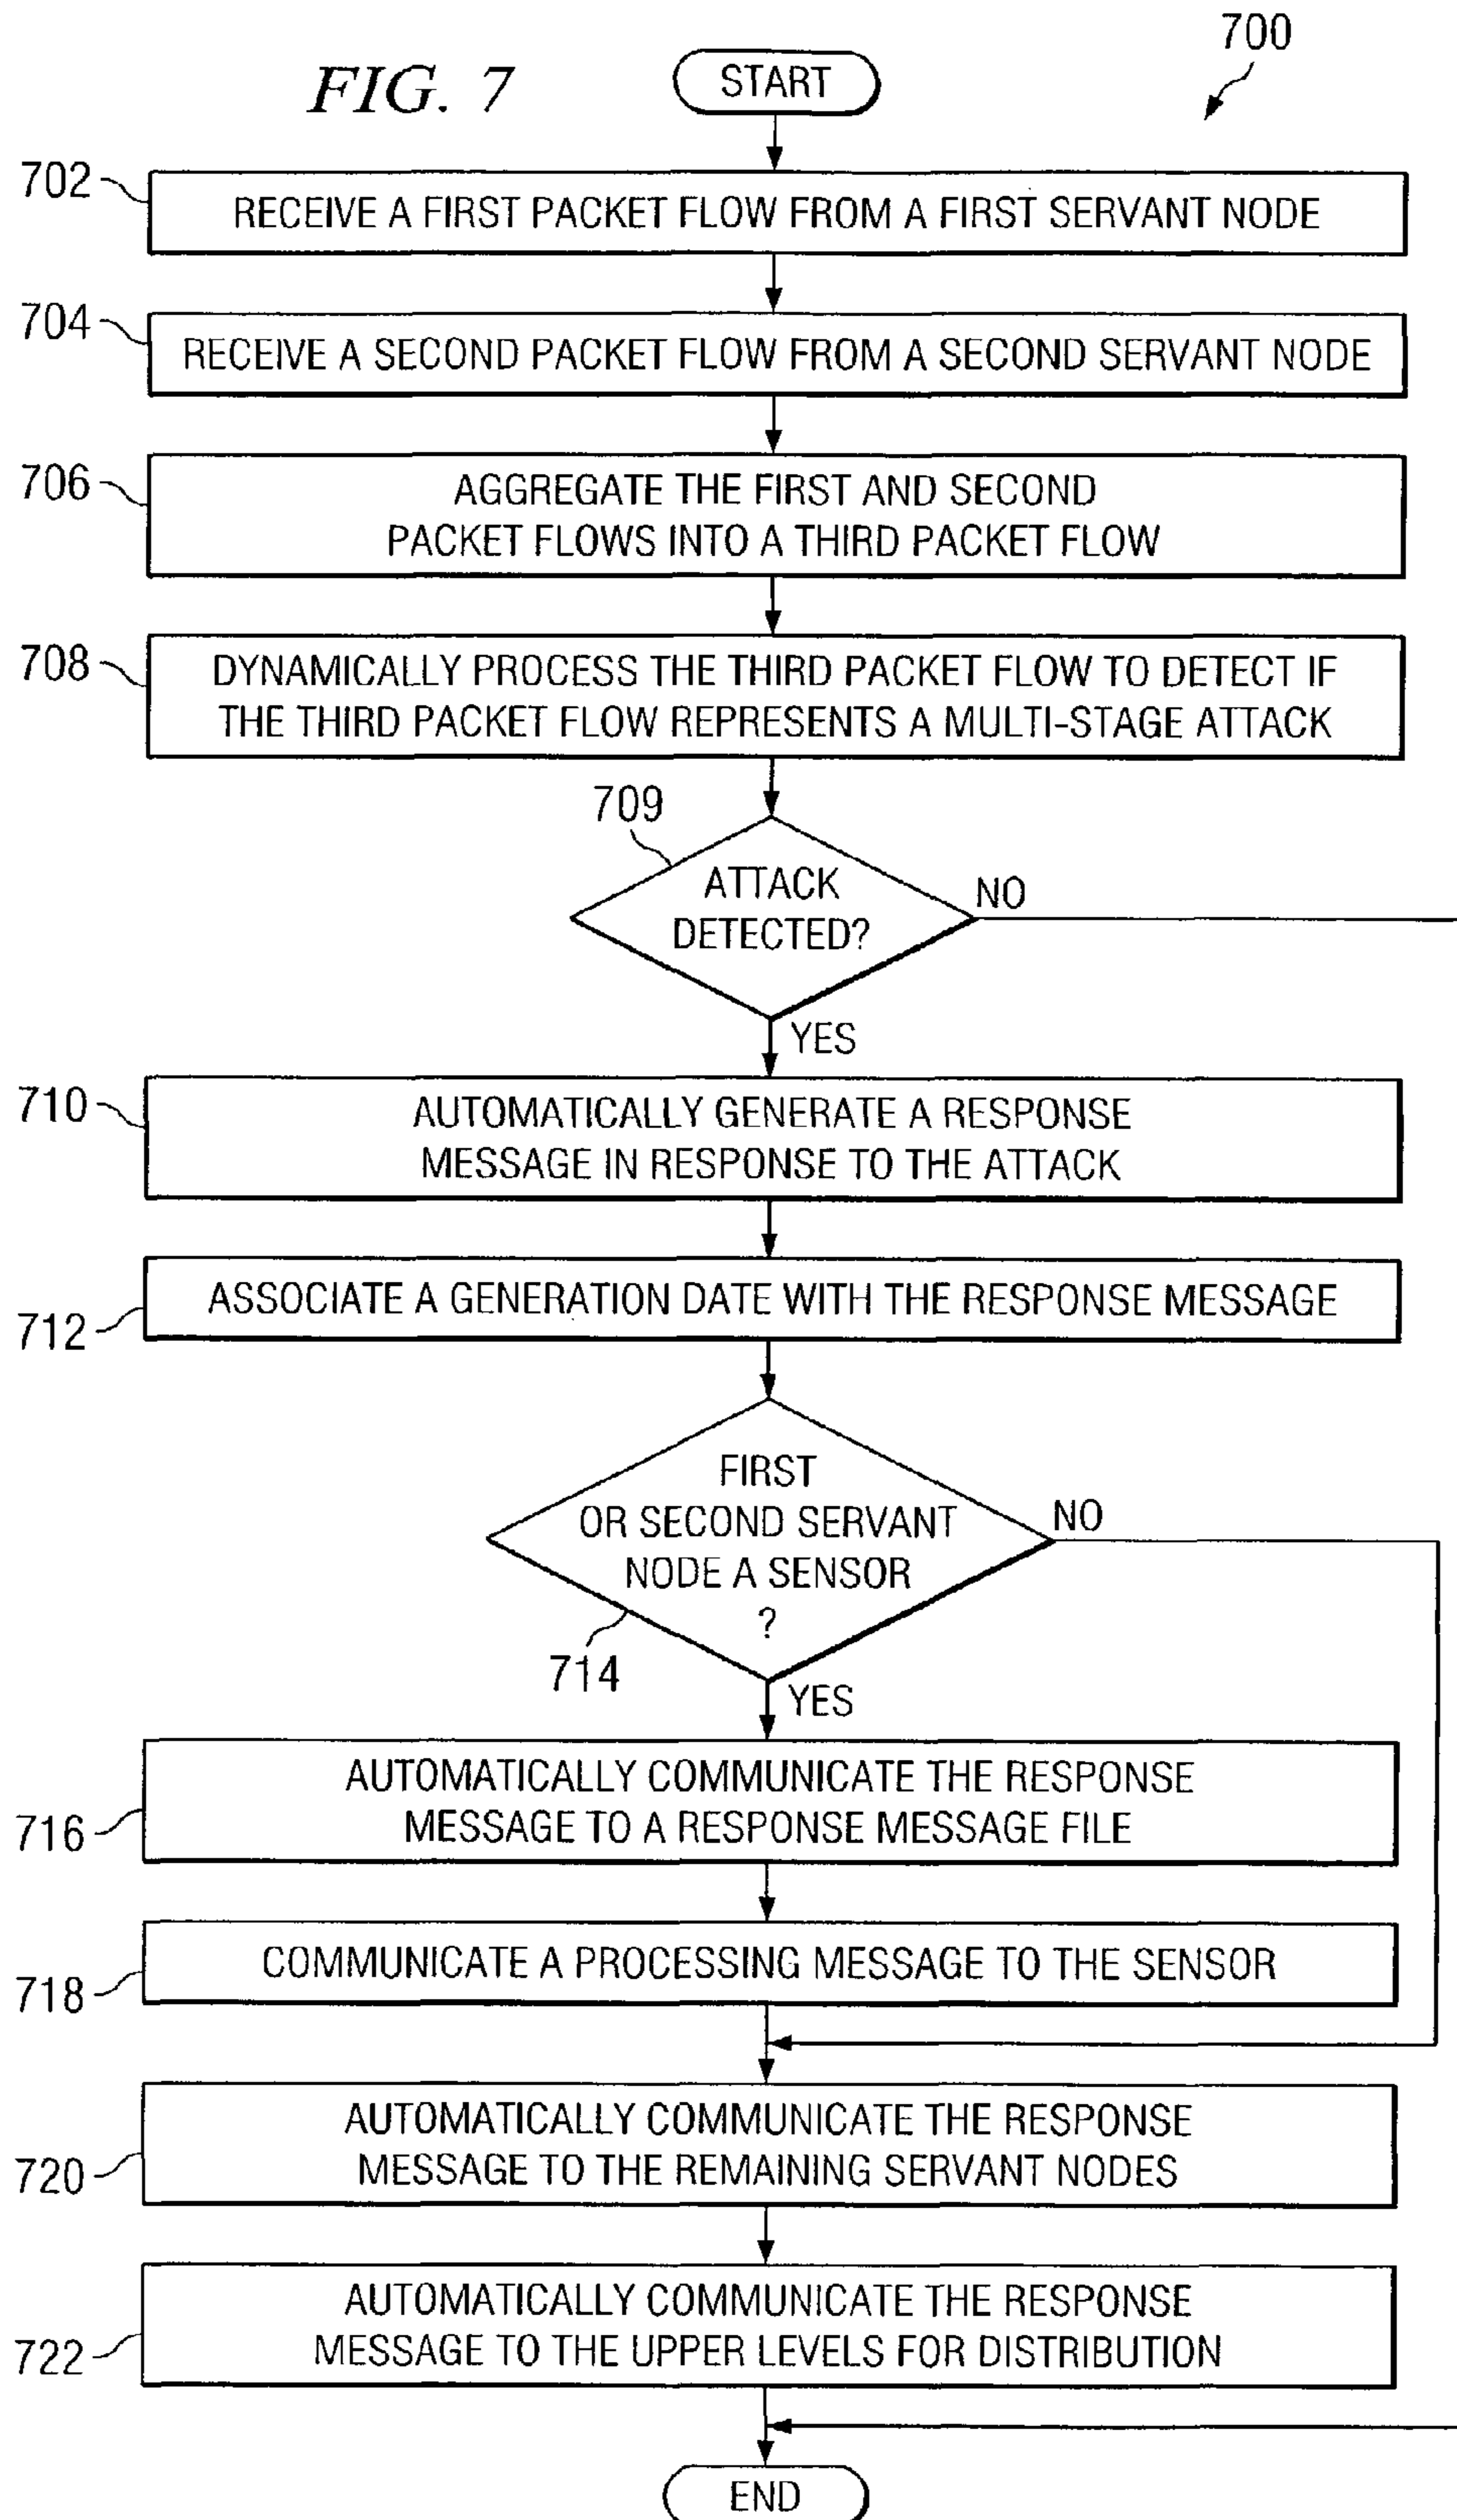 FIG. 7
START
700
702
RECEIVE A FIRST PACKET FLOW FROM A FIRST SERVANT NODE
704
RECEIVE A SECOND PACKET FLOW FROM A SECOND SERVANT NODE
706
AGGREGATE THE FIRST AND SECOND
PACKET FLOWS INTO A THIRD PACKET FLOW
708
DYNAMICALLY PROCESS THE THIRD PACKET FLOW TO DETECT IF
THE THIRD PACKET FLOW REPRESENTS A MULTI-STAGE ATTACK
709
ATTACK
DETECTED?
NO
YES
710
AUTOMATICALLY GENERATE A RESPONSE
MESSAGE IN RESPONSE TO THE ATTACK
712
ASSOCIATE A GENERATION DATE WITH THE RESPONSE MESSAGE
FIRST
OR SECOND SERVANT
NODE A SENSOR
?
NO
714
YES
716
AUTOMATICALLY COMMUNICATE THE RESPONSE
MESSAGE TO A RESPONSE MESSAGE FILE
718
COMMUNICATE A PROCESSING MESSAGE TO THE SENSOR
720
AUTOMATICALLY COMMUNICATE THE RESPONSE
MESSAGE TO THE REMAINING SERVANT NODES
722
AUTOMATICALLY COMMUNICATE THE RESPONSE
MESSAGE TO THE UPPER LEVELS FOR DISTRIBUTION
END